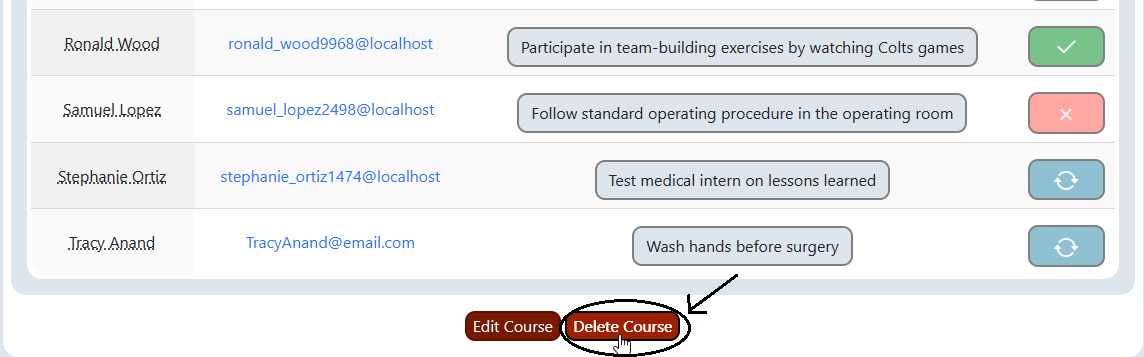 Ronald Wood ronald_wood9968@localhost Participate in team-building exercises by watching Colts games
Samuel Lopez samuel_lopez2498@localhost Follow standard operating procedure in the operating room
Stephanie Ortiz stephanie_ortiz1474@localhost Test medical intern on lessons learned
Tracy Anand TracyAnand@email.com Wash hands before surgery
Edit Course Delete Course